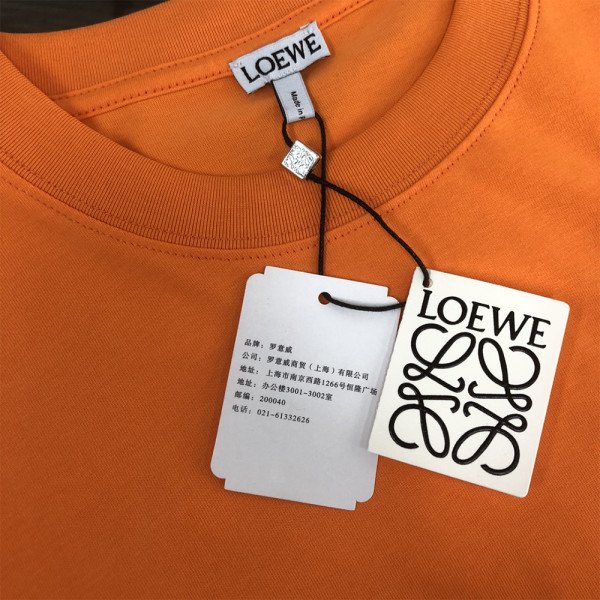 LOEWE
Made in
品牌：罗意威
公司：罗意威商贸（上海）有限公司
地址：上海市南京西路1266号恒隆广场
地址：办公楼3001-3002室
邮编：200040
电话：021-61332626
LOEWE